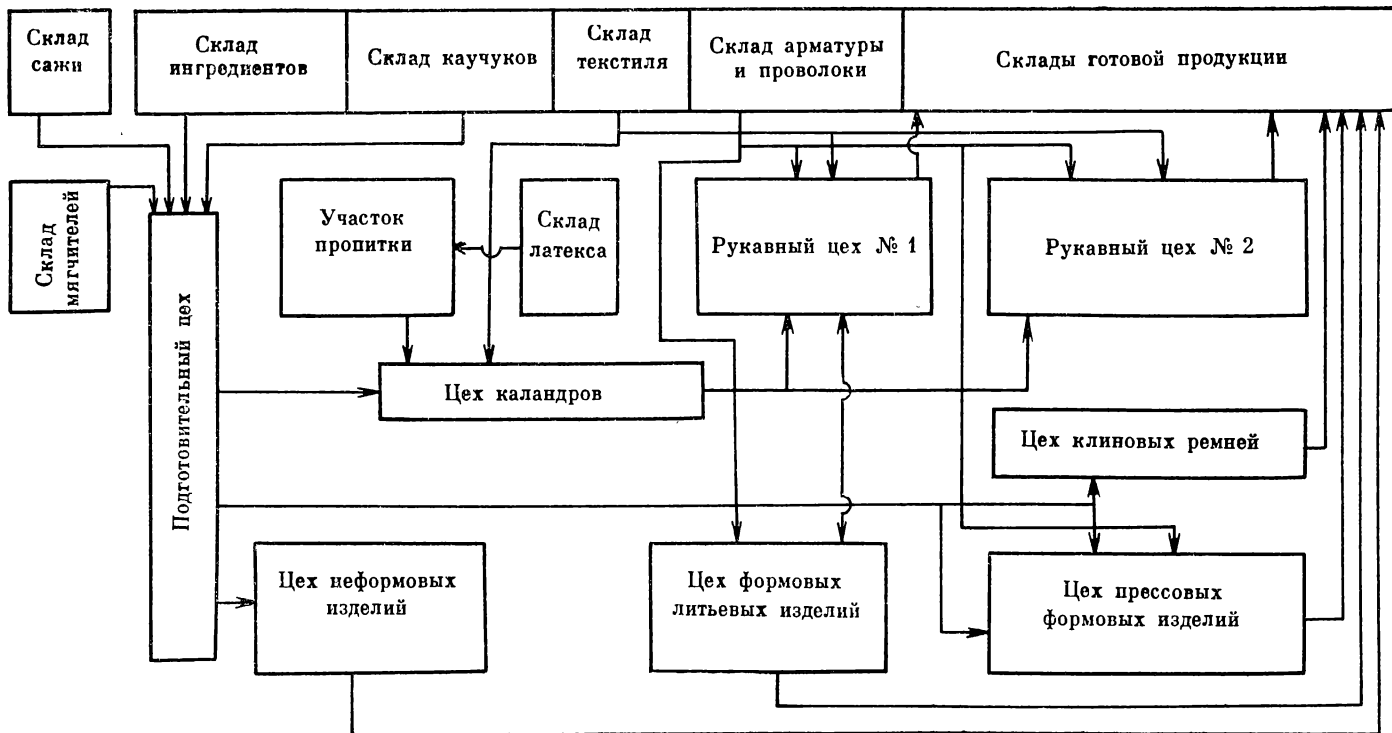 Склад
сажи
Склад
ингредиентов
Склад каучуков
Склад
текстиля
Склад арматуры
и проволоки
Склады готовой продукции
Склад
мягчителей
Подготовительный цех
Участок
пропитки
Склад
латекса
Рукавный цех № 1
Рукавный цех № 2
Цех каландров
Цех клиновых ремней
Цех неформовых
изделий
Цех формовых
литьевых изделий
Цех прессовых
формовых изделий